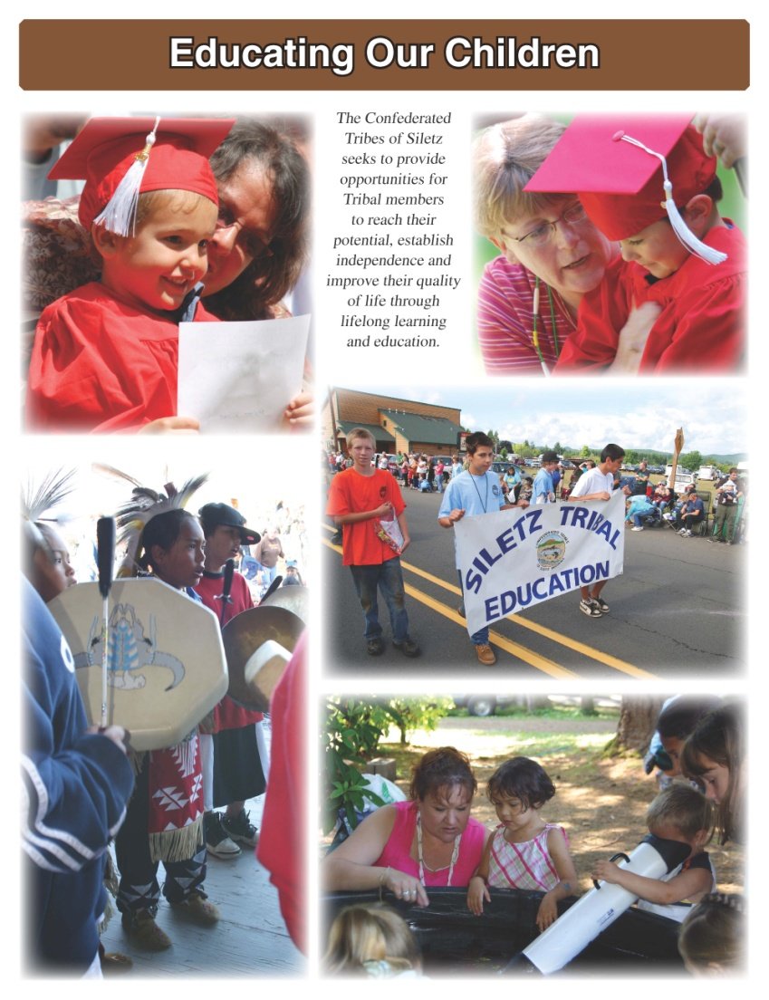 Educating Our Children
The Confederated
Tribes of Siletz
seeks to provide
opportunities for
Tribal members
to reach their
potential, establish
independence and
improve their quality
of life through
lifelong learning
and education.
SILETZ TRIBAL
EDUCATION